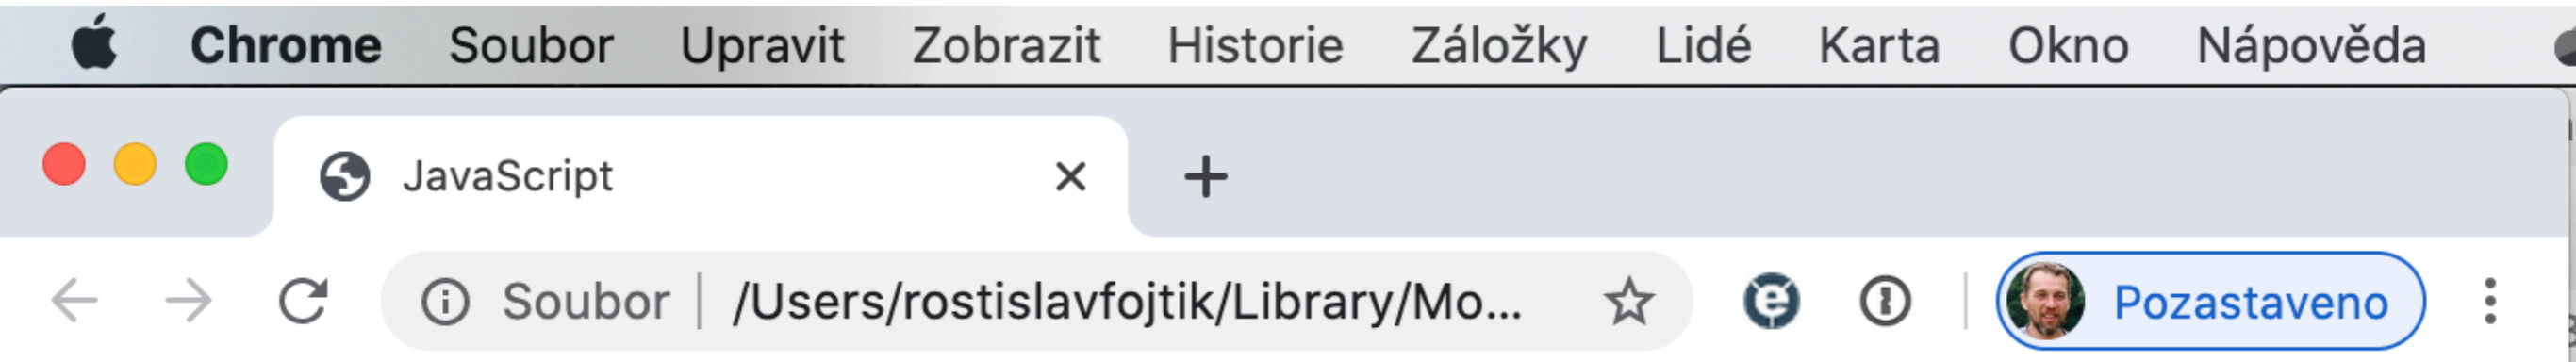 Chrome Soubor Upravit Zobrazit Historie Záložky Lidé Karta Okno Nápověda
JavaScript
Soubor /Users/rostislavfojtik/Library/Mo... Pozastaveno